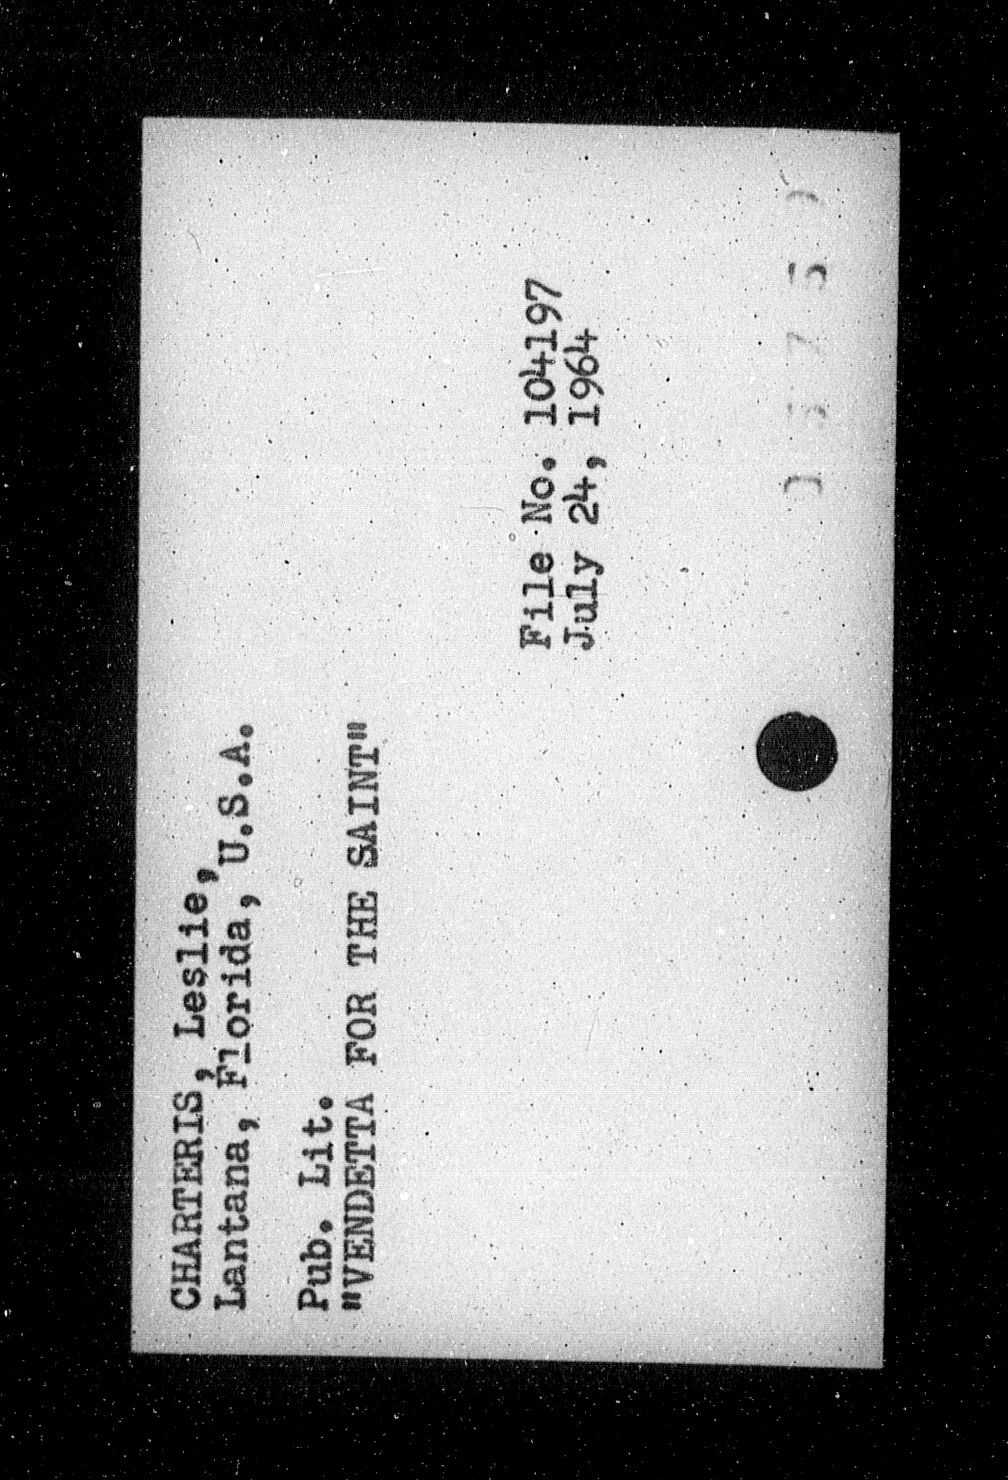 CHARTERIS, Leslie,
Lantana, Florida, U.S.A.
Pub. Lit.
"VENDETTA FOR THE SAINT"
File No. 104197
July 24, 1964